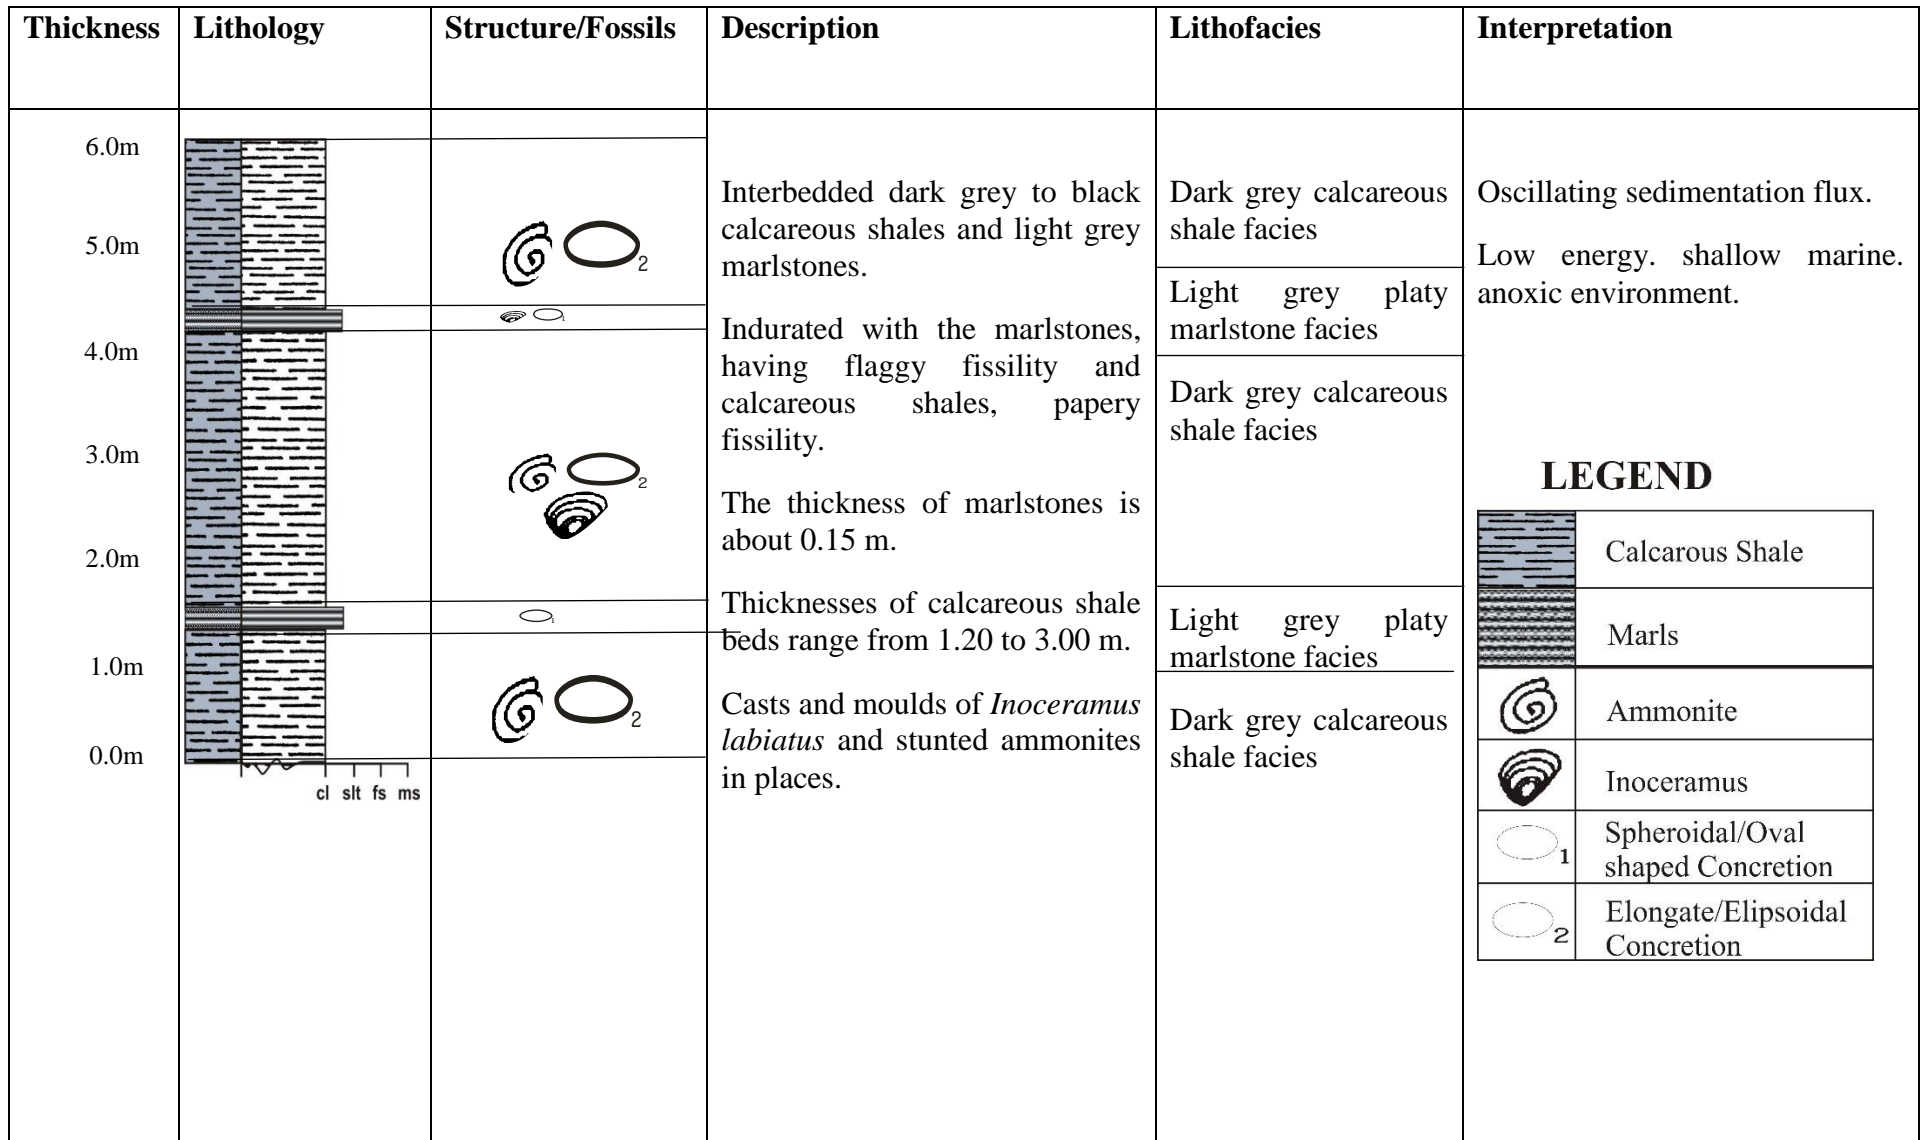 Thickness
Lithology
Structure/Fossils
Description
Lithofacies
Interpretation
6.0m
5.0m
4.0m
3.0m
2.0m
1.0m
0.0m
cl slt fs ms
2
1
2
1
2
Interbedded dark grey to black
calcareous shales and light grey
marlstones.
Indurated with the marlstones,
having flaggy fissility and
calcareous shales, papery
fissility.
The thickness of marlstones is
about 0.15 m.
Thicknesses of calcareous shale
beds range from 1.20 to 3.00 m.
Casts and moulds of Inoceramus
labiatus and stunted ammonites
in places.
Dark grey calcareous
shale facies
Light grey platy
marlstone facies
Dark grey calcareous
shale facies
Light grey platy
marlstone facies
Dark grey calcareous
shale facies
Oscillating sedimentation flux.
Low energy. shallow marine.
anoxic environment.
LEGEND
Calcarous Shale
Marls
Ammonite
Inoceramus
1
Spheroidal/Oval
shaped Concretion
2
Elongate/Elipsoidal
Concretion